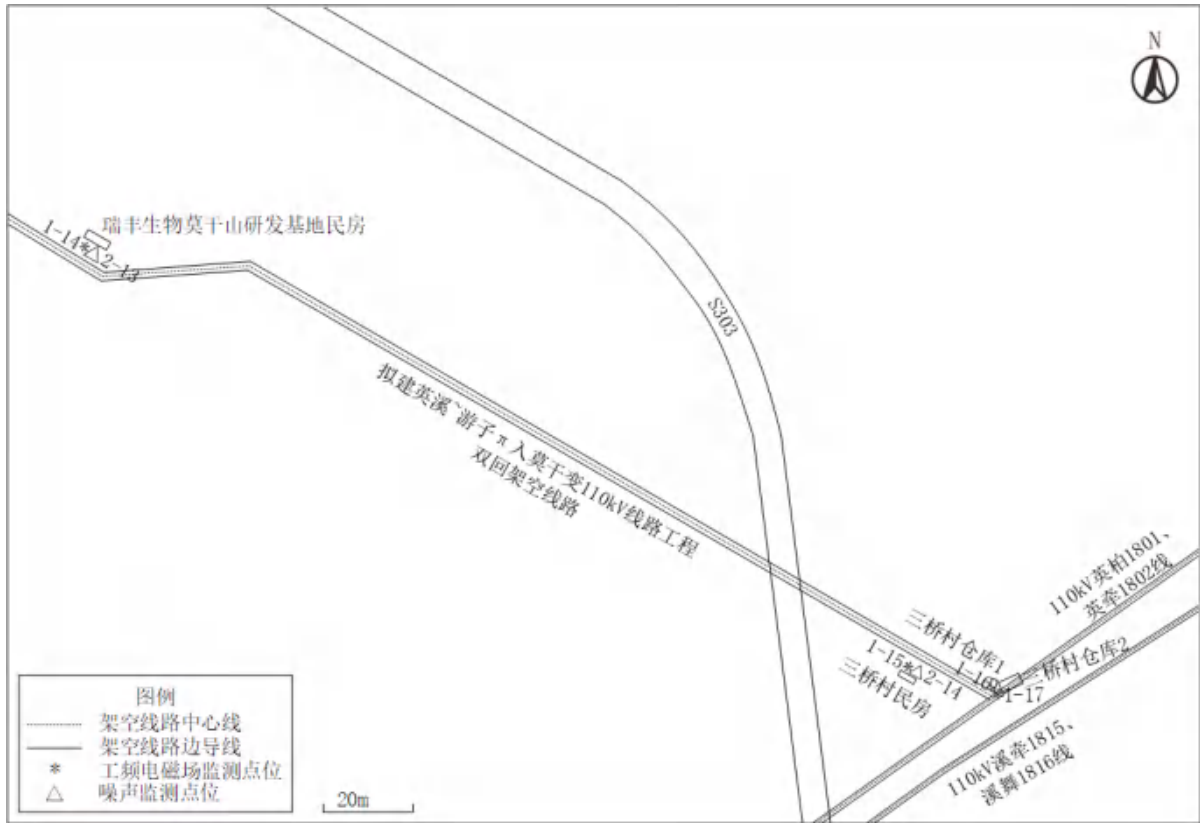 N
瑞丰生物莫干山研发基地民房
1-14*
2-13
S303
拟建英溪~游子π入莫干变110kV线路工程
双回架空线路
110kV英柏1801、
英牵1802线
三桥村仓库1
1-15*
2-14
三桥村民房
1-16
三桥村仓库2
1-17
110kV溪牵1815、
溪舞1816线
图例
架空线路中心线
架空线路边导线
* 工频电磁场监测点位
△ 噪声监测点位
20m